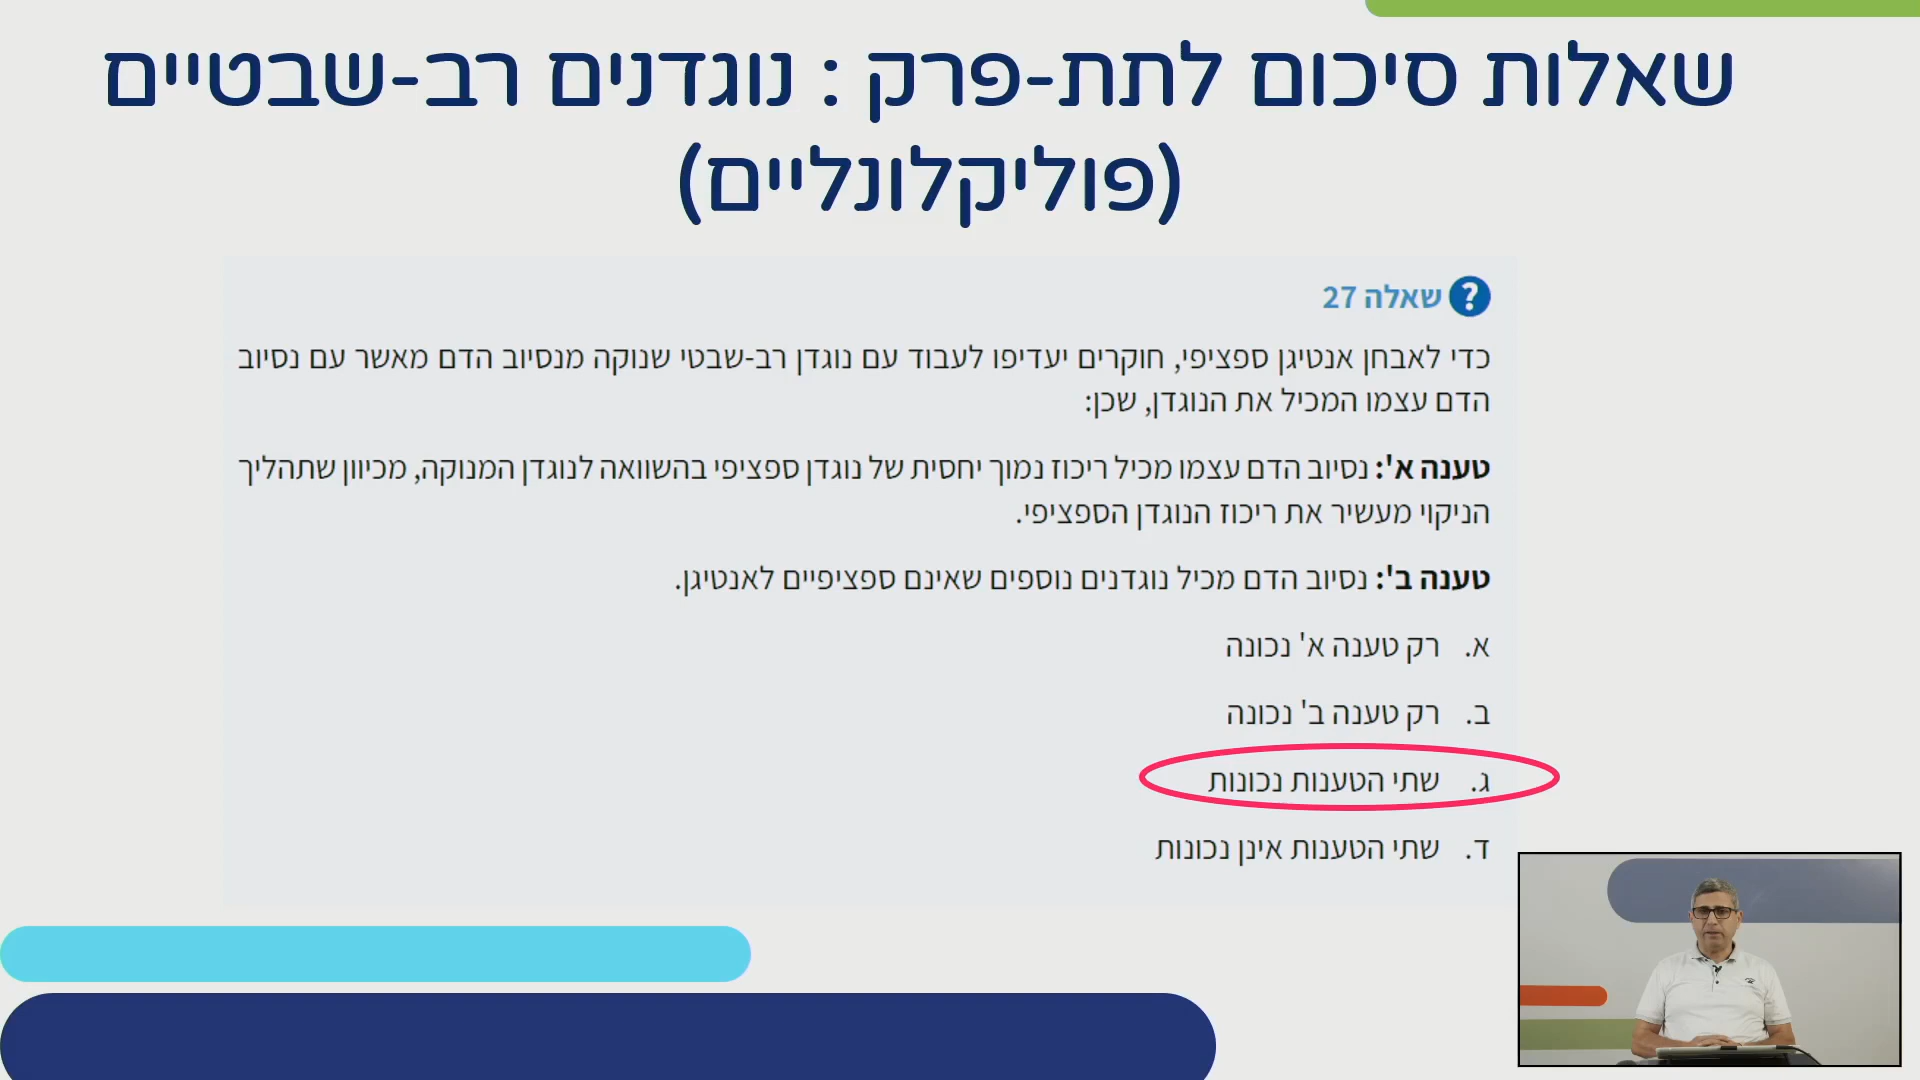 שאלות סיכום לתת-פרק : נוגדנים רב-שבטיים
(פוליקלונליים)
? שאלה 27
כדי לאבחן אנטיגן ספציפי, חוקרים יעדיפו לעבוד עם נוגדן רב-שבטי שנוקה מנסיוב הדם מאשר עם נסיוב
הדם עצמו המכיל את הנוגדן, שכן:
טענה א': נסיוב הדם עצמו מכיל ריכוז נמוך יחסית של נוגדן ספציפי בהשוואה לנוגדן המנוקה, מכיוון שתהליך
הניקוי מעשיר את ריכוז הנוגדן הספציפי.
טענה ב': נסיוב הדם מכיל נוגדנים נוספים שאינם ספציפיים לאנטיגן.
א. רק טענה א' נכונה
ב. רק טענה ב' נכונה
ג. שתי הטענות נכונות
ד. שתי הטענות אינן נכונות